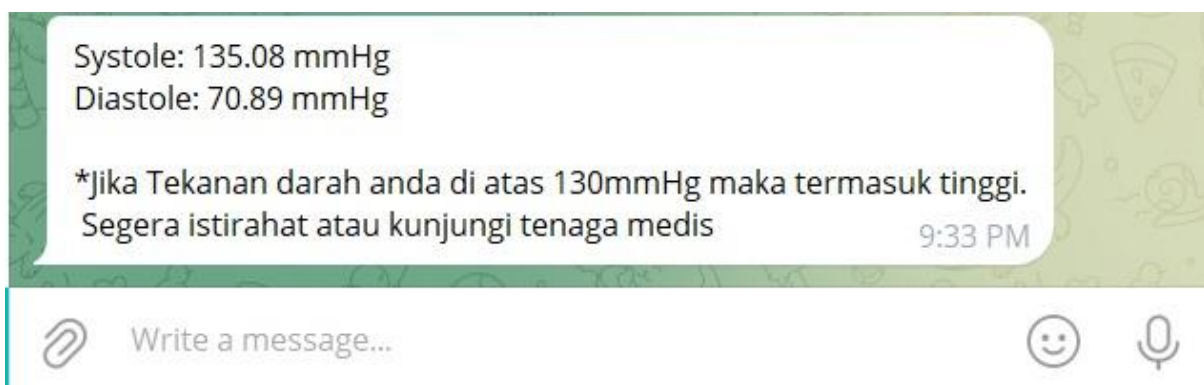 Systole: 135.08 mmHg
Diastole: 70.89 mmHg
*Jika Tekanan darah anda di atas 130mmHg maka termasuk tinggi.
Segera istirahat atau kunjungi tenaga medis
9:33 PM
Write a message...